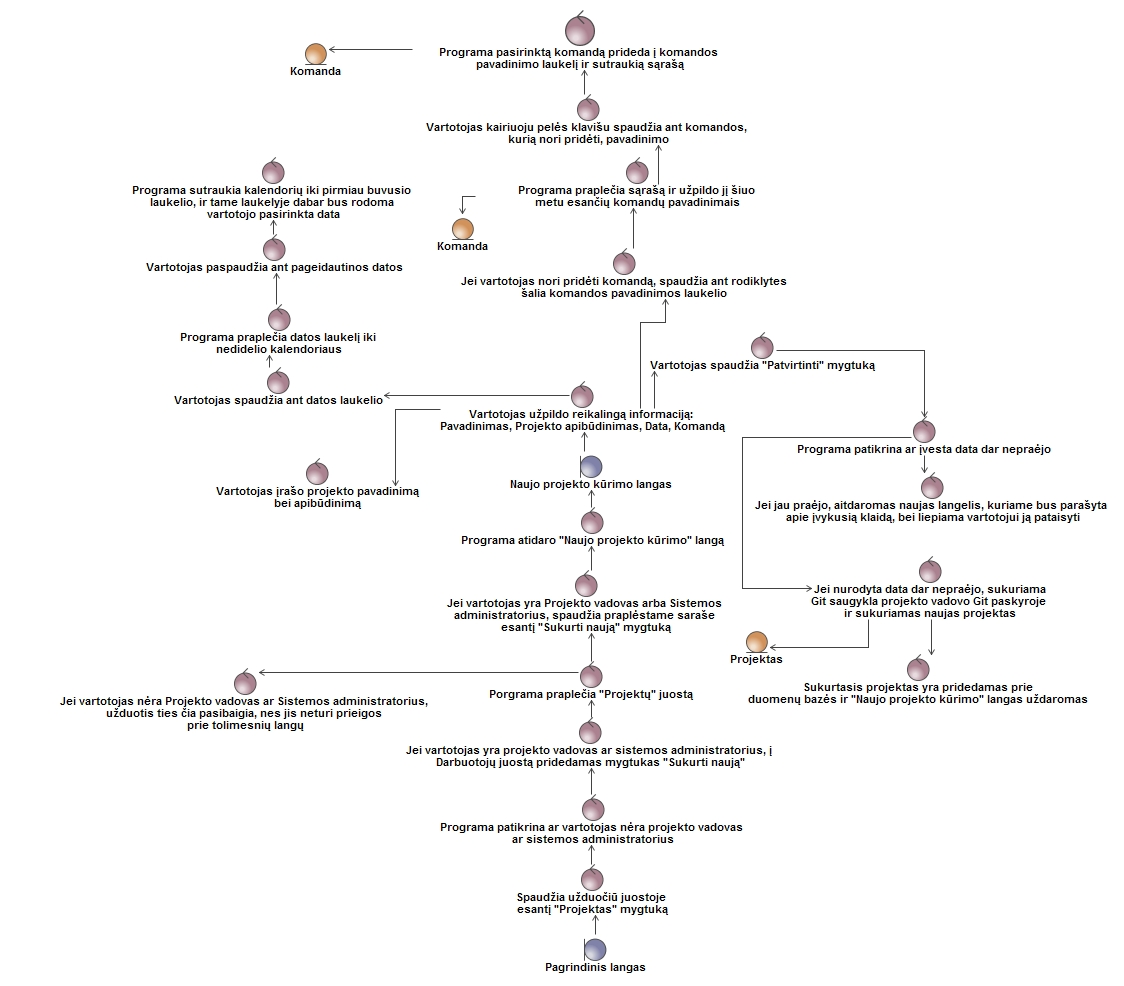 Programa pasirinktą komandą prideda į komandos
pavadinimo laukelį ir sutraukią sąrašą
Komanda
Vartotojas kairiuoju pelės klavišu spaudžia ant komandos,
kurią nori pridėti, pavadinimo
Programa sutraukia kalendorių iki pirmiau buvusio
laukelio, ir tame laukelyje dabar bus rodoma
vartotojo pasirinkta data
Programa praplečia sąrašą ir užpildo jį šiuo
metu esančių komandų pavadinimais
Komanda
Vartotojas paspaudžia ant pageidautinos datos
Jei vartotojas nori pridėti komandą, spaudžia ant rodiklytes
šalia komandos pavadinimos laukelio
Programa praplečia datos laukelį iki
nedidelio kalendoriaus
Vartotojas spaudžia "Patvirtinti" mygtuką
Vartotojas spaudžia ant datos laukelio
Vartotojas užpildo reikalingą informaciją:
Pavadinimas, Projekto apibūdinimas, Data, Komandą
Programa patikrina ar įvesta data dar nepraėjo
Vartotojas įrašo projekto pavadinimą
bei apibūdinimą
Naujo projekto kūrimo langas
Jei jau praėjo, aitdaromas naujas langelis, kuriame bus parašyta
apie įvykusią klaidą, bei liepiama vartotojui ją pataisyti
Programa atidaro "Naujo projekto kūrimo" langą
Jei vartotojas yra Projekto vadovas arba Sistemos
administratorius, spaudžia praplėstame saraše
esantį "Sukurti naują" mygtuką
Jei nurodyta data dar nepraėjo, sukuriama
Git saugykla projekto vadovo Git paskyroje
ir sukuriamas naujas projektas
Projektas
Sukurtasis projektas yra pridedamas prie
duomenų bazės ir "Naujo projekto kūrimo" langas uždaromas
Jei vartotojas nėra Projekto vadovas ar Sistemos administratorius,
užduotis ties čia pasibaigia, nes jis neturi prieigos
prie tolimesnių langų
Porgrama praplečia "Projektų" juostą
Jei vartotojas yra projekto vadovas ar sistemos administratorius, į
Darbuotojų juostą pridedamas mygtukas "Sukurti naują"
Programa patikrina ar vartotojas nėra projekto vadovas
ar sistemos administratorius
Spaudžia užduočiū juostoje
esantį "Projektas" mygtuką
Pagrindinis langas